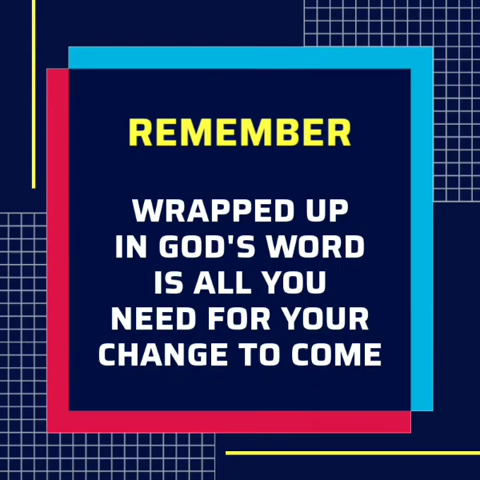 REMEMBER
WRAPPED UP
IN GOD'S WORD
IS ALL YOU
NEED FOR YOUR
CHANGE TO COME